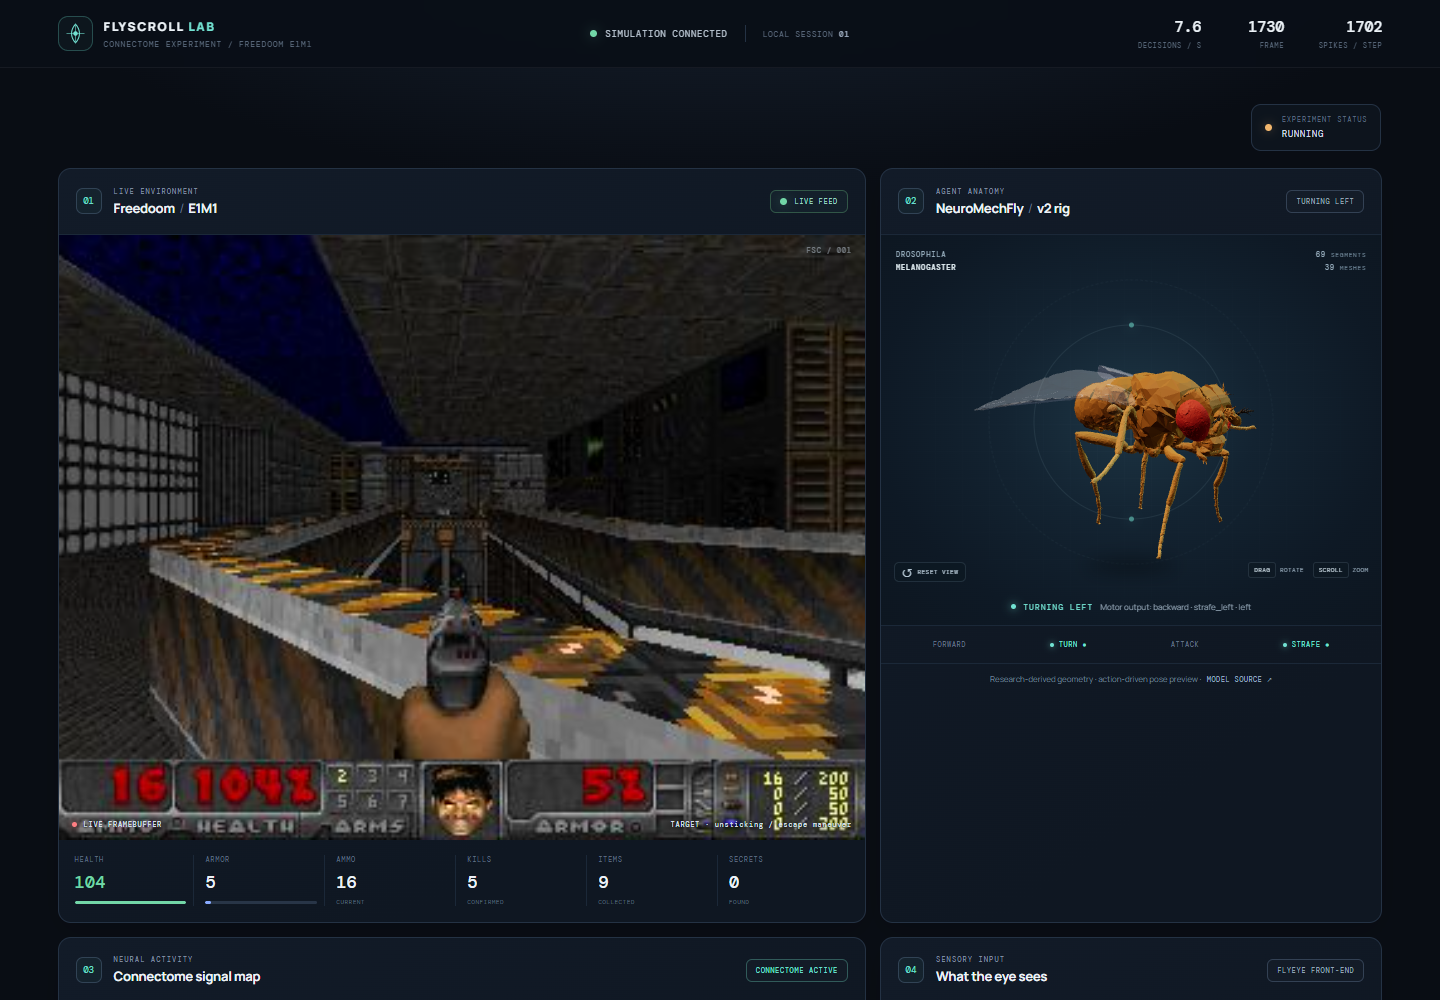 FLYSCROLL LAB
CONNECTOME EXPERIMENT / FREEDOOM E1M1
SIMULATION CONNECTED
LOCAL SESSION 01
7.6
DECISIONS / S
1730
FRAME
1702
SPIKES / STEP
EXPERIMENT STATUS
RUNNING
01
LIVE ENVIRONMENT
Freedoom / E1M1
LIVE FEED
FSC / 001
16
104%
2 3 4
5 6 7
5%
16 / 200
0 / 50
0 / 50
HEALTH
ARMS
ARMOR
LIVE FRAMEBUFFER
TARGET · unsticking / escape maneuver
HEALTH
104
ARMOR
5
AMMO
16
CURRENT
KILLS
5
CONFIRMED
ITEMS
9
COLLECTED
SECRETS
0
FOUND
02
AGENT ANATOMY
NeuroMechFly / v2 rig
TURNING LEFT
DROSOPHILA
MELANOGASTER
69 SEGMENTS
39 MESHES
RESET VIEW
DRAG ROTATE SCROLL ZOOM
TURNING LEFT Motor output: backward · strafe_left · left
FORWARD
TURN
ATTACK
STRAFE
Research-derived geometry · action-driven pose preview · MODEL SOURCE ↗
03
NEURAL ACTIVITY
Connectome signal map
CONNECTOME ACTIVE
04
SENSORY INPUT
What the eye sees
FLYEYE FRONT-END